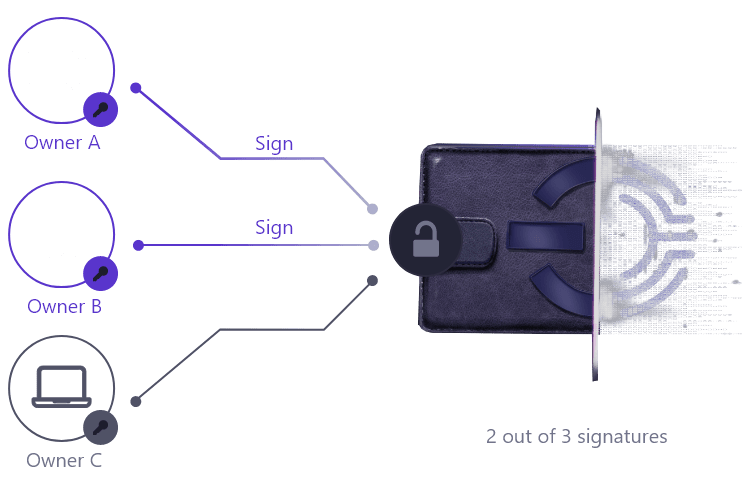 Owner A
Sign
Owner B
Sign
Owner C
2 out of 3 signatures